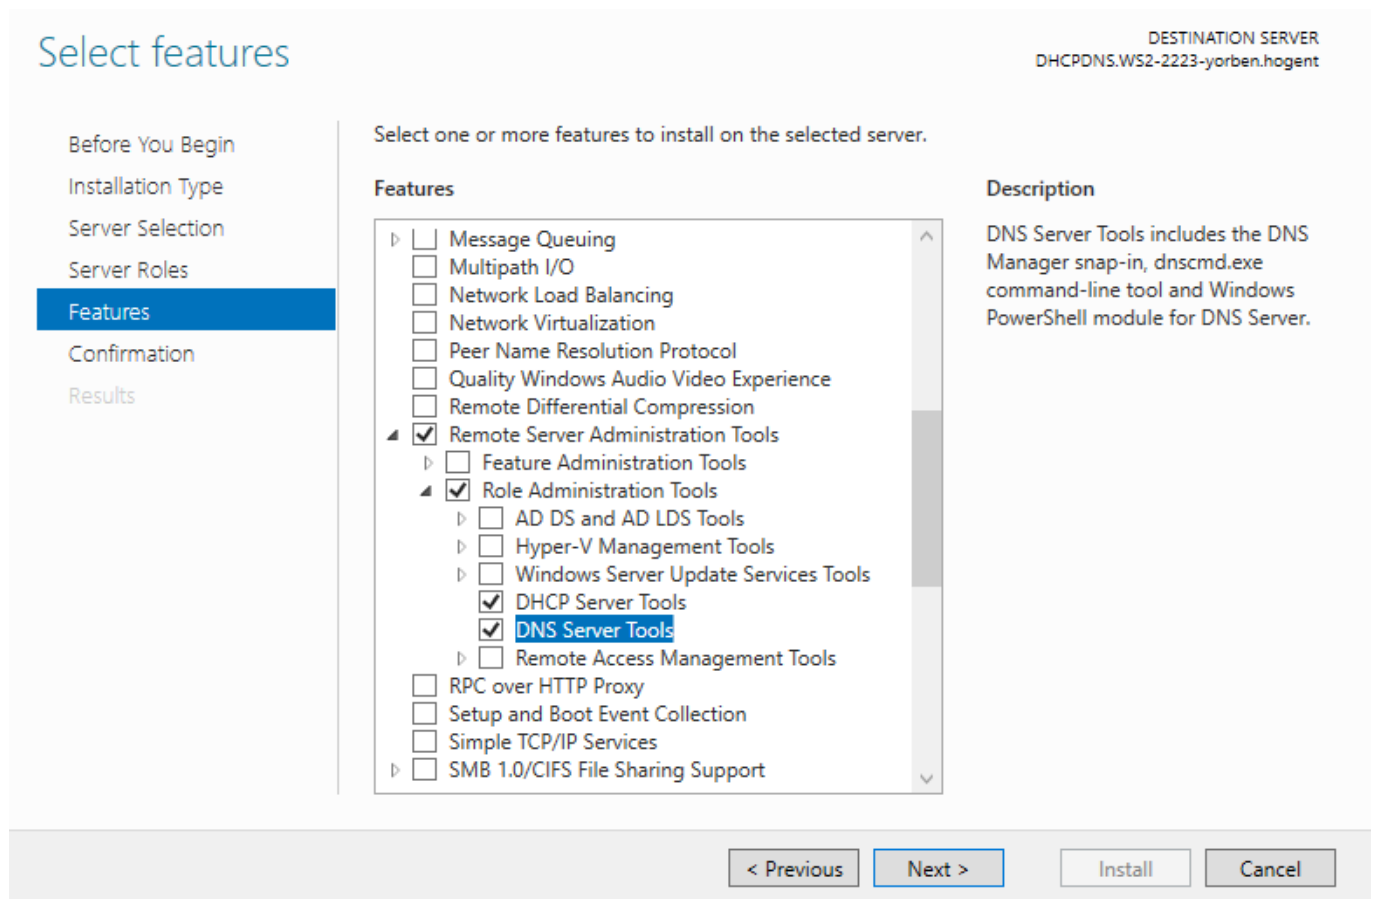 Select features
DESTINATION SERVER
DHCPDNS.WS2-2223-yorben.hogent
Before You Begin
Installation Type
Server Selection
Server Roles
Features
Confirmation
Results
Select one or more features to install on the selected server.
Features
Message Queuing
Multipath I/O
Network Load Balancing
Network Virtualization
Peer Name Resolution Protocol
Quality Windows Audio Video Experience
Remote Differential Compression
Remote Server Administration Tools
Feature Administration Tools
Role Administration Tools
AD DS and AD LDS Tools
Hyper-V Management Tools
Windows Server Update Services Tools
DHCP Server Tools
DNS Server Tools
Remote Access Management Tools
RPC over HTTP Proxy
Setup and Boot Event Collection
Simple TCP/IP Services
SMB 1.0/CIFS File Sharing Support
Description
DNS Server Tools includes the DNS
Manager snap-in, dnscmd.exe
command-line tool and Windows
PowerShell module for DNS Server.
< Previous
Next >
Install
Cancel